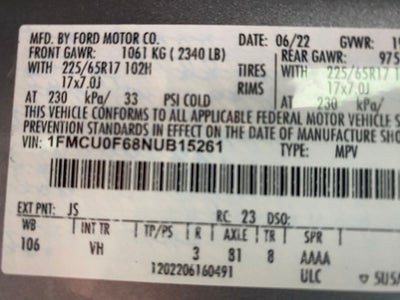 MFD. BY FORD MOTOR CO. DATE: 06/22 GVWR:
FRONT GAWR: 1061 KG ( 2340 LB) REAR GAWR: 975
WITH 225/65R17 102H TIRES WITH 225/65R17
17x7.0J RIMS 17x7.0J
AT 230 kPa/ 33 PSI COLD AT 230 kPa/
THIS VEHICLE CONFORMS TO ALL APPLICABLE FEDERAL MOTOR VEHICLE
PREVENTION STANDARDS IN EFFECT ON THE DATE OF MANUFACTURE SHO
VIN: 1FMCU0F68NUB15261 TYPE: MPV
EXT PNT: JS RC: 23 DSO:
WB INT TR TP/PS R AXLE TR SPR
106 VH 3 81 8 AAAA
1202206160491 ULC